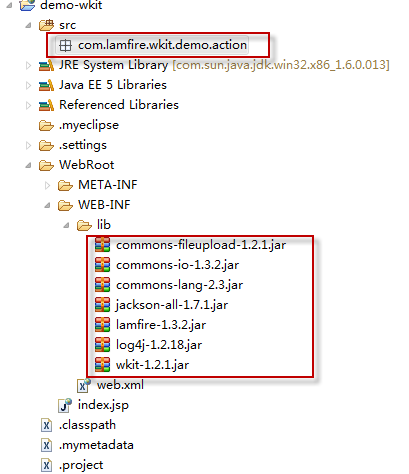 demo-wkit
src
com.lamfire.wkit.demo.action
JRE System Library [com.sun.java.jdk.win32.x86_1.6.0.013]
Java EE 5 Libraries
Referenced Libraries
.myeclipse
.settings
WebRoot
META-INF
WEB-INF
lib
commons-fileupload-1.2.1.jar
commons-io-1.3.2.jar
commons-lang-2.3.jar
jackson-all-1.7.1.jar
lamfire-1.3.2.jar
log4j-1.2.18.jar
wkit-1.2.1.jar
web.xml
index.jsp
.classpath
.mymetadata
.project